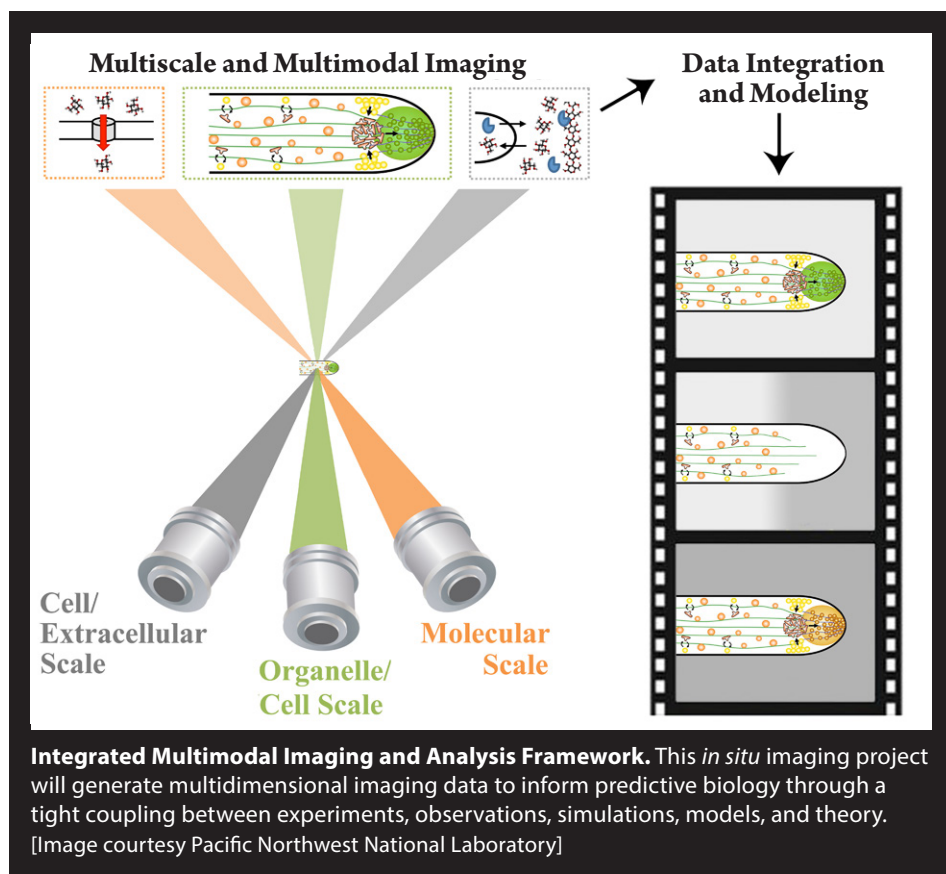 Multiscale and Multimodal Imaging
Data Integration
and Modeling
Cell/
Extracellular
Scale
Organelle/
Cell Scale
Molecular
Scale
Integrated Multimodal Imaging and Analysis Framework. This in situ imaging project
will generate multidimensional imaging data to inform predictive biology through a
tight coupling between experiments, observations, simulations, models, and theory.
[Image courtesy Pacific Northwest National Laboratory]